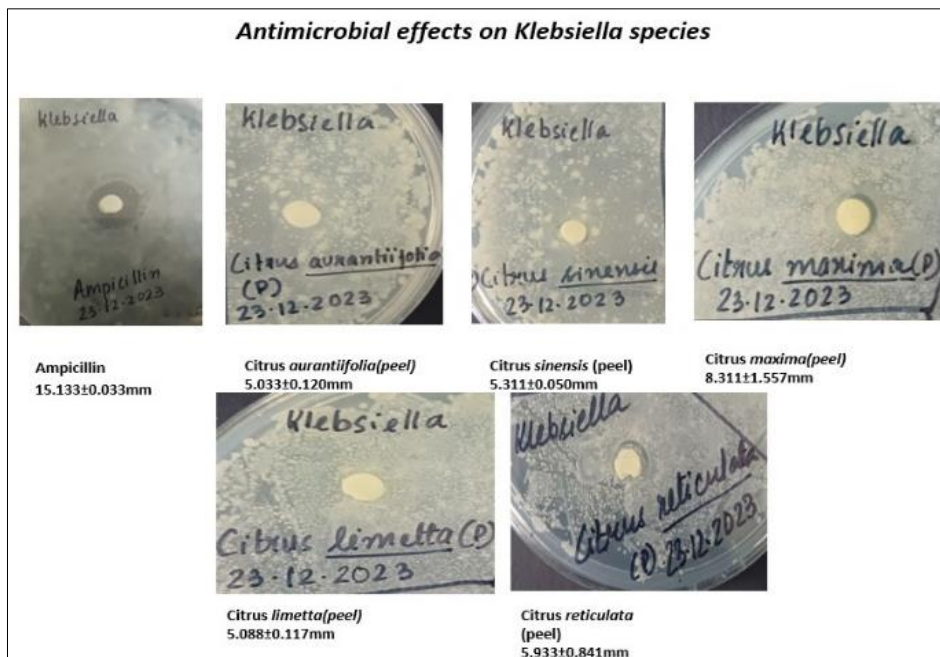 Antimicrobial effects on Klebsiella species
Klebsiella
Ampicillin
23-12-2023
Klebsiella
Citrus aurantiifolia
(P)
23-12-2023
Klebsiella
Citrus sinensis
23-12-2023
Klebsiella
Citrus maxima (P)
23-12-2023
Ampicillin
15.133±0.033mm
Citrus aurantiifolia(peel)
5.033±0.120mm
Citrus sinensis (peel)
5.311±0.050mm
Citrus maxima(peel)
8.311±1.557mm
Klebsiella
Citrus limetta (P)
23-12-2023
Klebsiella
Citrus reticulata
(P) 23-12-2023
Citrus limetta(peel)
5.088±0.117mm
Citrus reticulata
(peel)
5.933±0.841mm